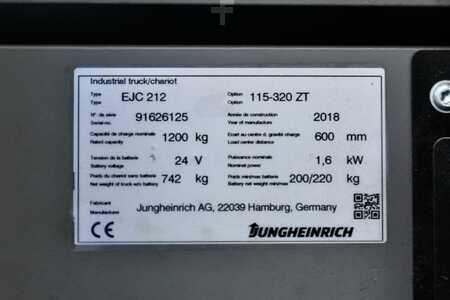 Industrial truck/chariot
Type
Type EJC 212 Option
Option 115-320 ZT
N°. de série
Serial-no. 91626125 Année de construction
Year of manufacture 2018
Capacité de charge nominale
Rated capacity 1200 kg Ecart au centre d. gravité charge
Load centre distance 600 mm
Tension de la batterie
Battery voltage 24 V Puissance nominale
Nominal power 1,6 kW
Poids du chariot sans batterie
Net weight of truck w/o battery 742 kg Poids min/max batterie
Battery net weight min/max 200/220 kg
Fabricant
Manufacturer Jungheinrich AG, 22039 Hamburg, Germany
CE JUNGHEINRICH